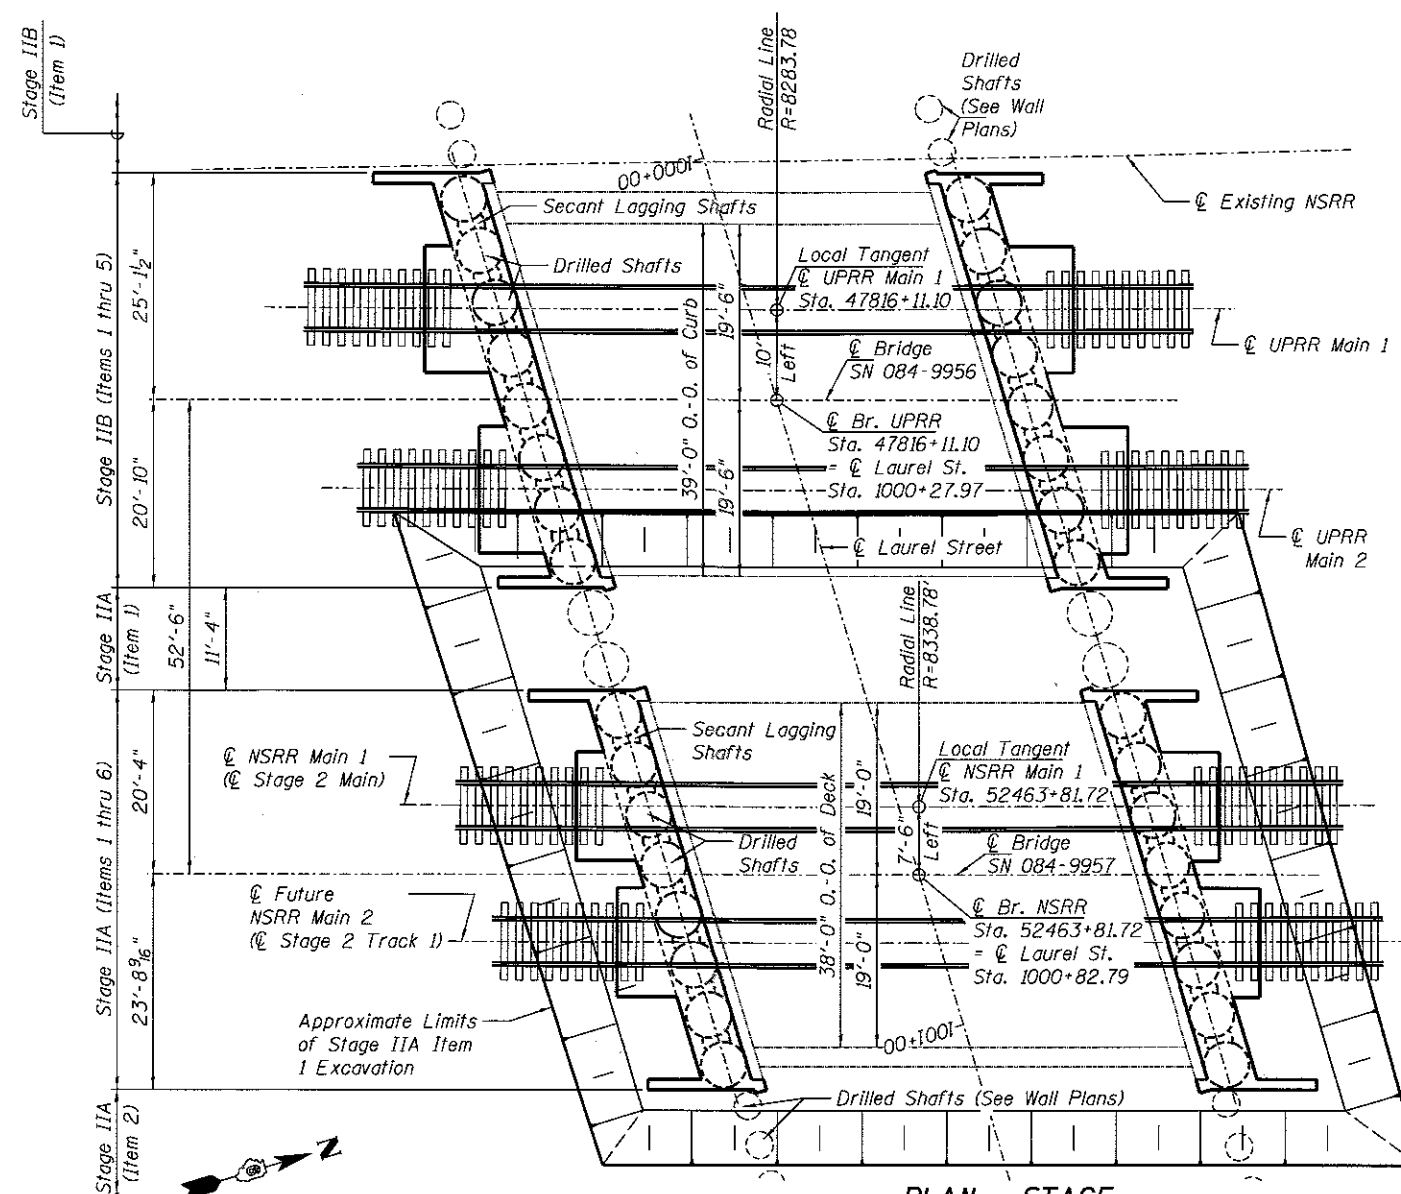 Stage IIB
(Item 1)
Radial Line
R=8283.78
Drilled
Shafts
(See Wall
Plans)
1000+00
℄ Existing NSRR
Secant Lagging Shafts
Drilled Shafts
Local Tangent
℄ UPRR Main 1
Sta. 47816+11.10
Stage IIB (Items 1 thru 5)
25'-1½"
39'-0" O.-O. of Curb
19'-6"
10'
Left
℄ UPRR Main 1
℄ Bridge
SN 084-9956
℄ Br. UPRR
Sta. 47816+11.10
= ℄ Laurel St.
Sta. 1000+27.97
20'-10"
19'-6"
℄ Laurel Street
℄ UPRR
Main 2
Stage IIA
(Item 1)
52'-6"
11'-4"
Radial Line
R=8338.78'
Secant Lagging
Shafts
℄ NSRR Main 1
(℄ Stage 2 Main)
Local Tangent
℄ NSRR Main 1
Sta. 52463+81.72
Stage IIA (Items 1 thru 6)
20'-4"
38'-0" O.-O. of Deck
19'-0"
7'-6"
Left
Drilled
Shafts
℄ Bridge
SN 084-9957
℄ Future
NSRR Main 2
(℄ Stage 2 Track 1)
℄ Br. NSRR
Sta. 52463+81.72
= ℄ Laurel St.
Sta. 1000+82.79
23'-8 9/16"
19'-0"
Approximate Limits
of Stage IIA Item
1 Excavation
1001+00
Drilled Shafts (See Wall Plans)
Stage IIA
(Item 2)
N
PLAN - STAGE